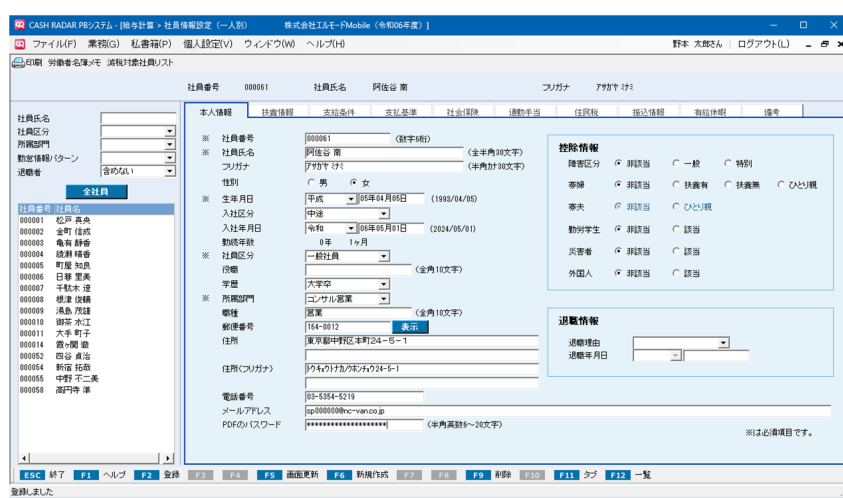 CASH RADAR PBシステム - [給与計算 > 社員情報設定（一人別）　株式会社エルモードMobile（令和06年度）]
ファイル(F) 業務(G) 私書箱(P) 個人設定(V) ウィンドウ(W) ヘルプ(H) 野本 太郎さん | ログアウト(L)
印刷 労働者名簿メモ 減税対象社員リスト
社員番号 000061 社員氏名 阿佐谷 南 フリガナ アサガヤ ミナミ
社員氏名
社員区分
所属部門
勤怠情報パターン
退職者 含めない
全社員
社員番号 社員名
000001 松戸 真央
000002 金町 信成
000003 亀有 静香
000004 綾瀬 晴香
000005 町屋 知良
000006 日暮 里美
000007 千駄木 遼
000008 根津 俊輔
000009 湯島 茂雄
000010 御茶 水江
000011 大手 町子
000014 霞ヶ関 徹
000052 四谷 貞治
000054 新宿 拓哉
000055 中野 不二美
000058 高円寺 準
本人情報 扶養情報 支給条件 支払基準 社会保険 通勤手当 住民税 振込情報 有給休暇 備考
※ 社員番号 000061 (数字6桁)
※ 社員氏名 阿佐谷 南 (全半角30文字)
フリガナ アサガヤ ミナミ (半角カナ30文字)
性別 男 女
※ 生年月日 平成 05年04月05日 (1993/04/05)
入社区分 中途
入社年月日 令和 06年05月01日 (2024/05/01)
勤続年数 0年 1ヶ月
※ 社員区分 一般社員
役職 (全角10文字)
学歴 大学卒
※ 所属部門 コンサル営業
職種 営業 (全角10文字)
郵便番号 164-0012 表示
住所 東京都中野区本町２４－５－１
住所(フリガナ) トウキョウトナカノクホンチョウ24-5-1
電話番号 03-5354-5219
メールアドレス sp000000@nc-van.co.jp
PDFのパスワード ******************** (半角英数6～20文字)
控除情報
障害区分 非該当 一般 特別
寡婦 非該当 扶養有 扶養無 ひとり親
寡夫 非該当 ひとり親
勤労学生 非該当 該当
災害者 非該当 該当
外国人 非該当 該当
退職情報
退職理由
退職年月日
※は必須項目です。
ESC 終了 F1 ヘルプ F2 登録 F3 F4 F5 画面更新 F6 新規作成 F7 F8 F9 削除 F10 F11 タブ F12 一覧
登録しました